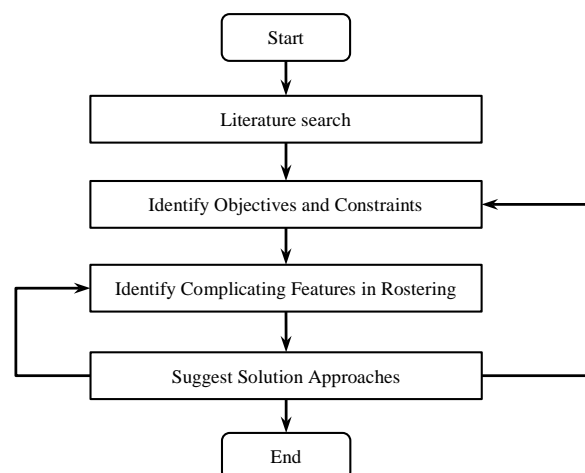 Start
Literature search
Identify Objectives and Constraints
Identify Complicating Features in Rostering
Suggest Solution Approaches
End